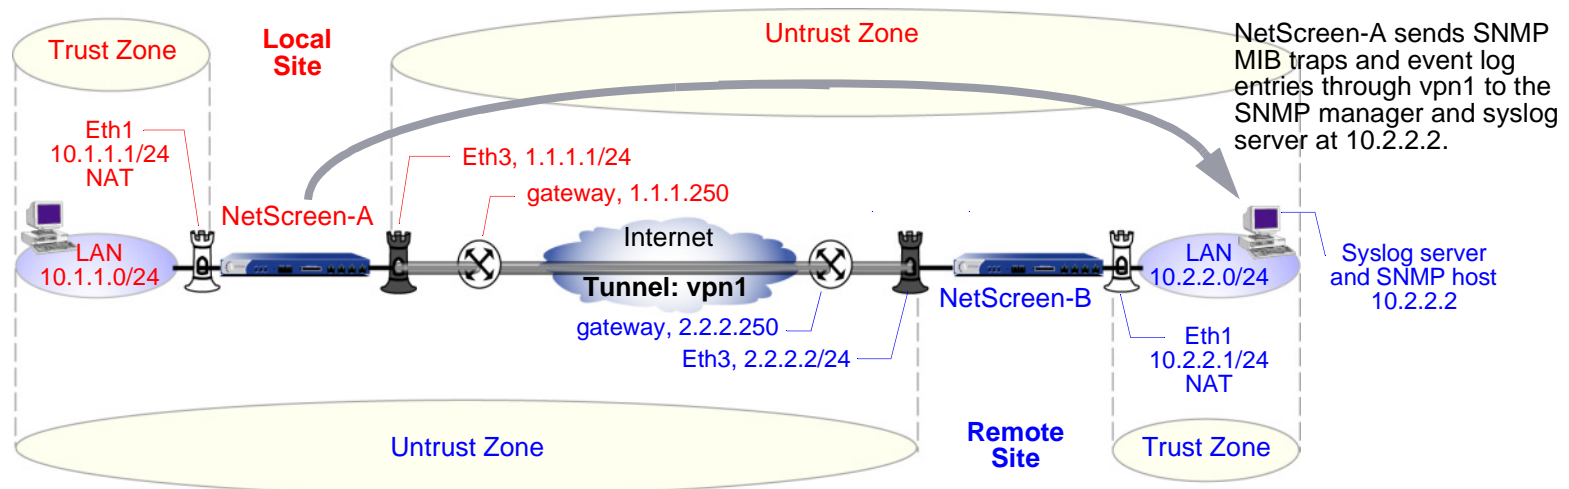 Trust Zone
Local
Site
Untrust Zone
NetScreen-A sends SNMP
MIB traps and event log
entries through vpn1 to the
SNMP manager and syslog
server at 10.2.2.2.
Eth1
10.1.1.1/24
NAT
Eth3, 1.1.1.1/24
gateway, 1.1.1.250
NetScreen-A
LAN
10.1.1.0/24
Internet
Tunnel: vpn1
gateway, 2.2.2.250
Eth3, 2.2.2.2/24
NetScreen-B
LAN
10.2.2.0/24
Syslog server
and SNMP host
10.2.2.2
Eth1
10.2.2.1/24
NAT
Untrust Zone
Remote
Site
Trust Zone